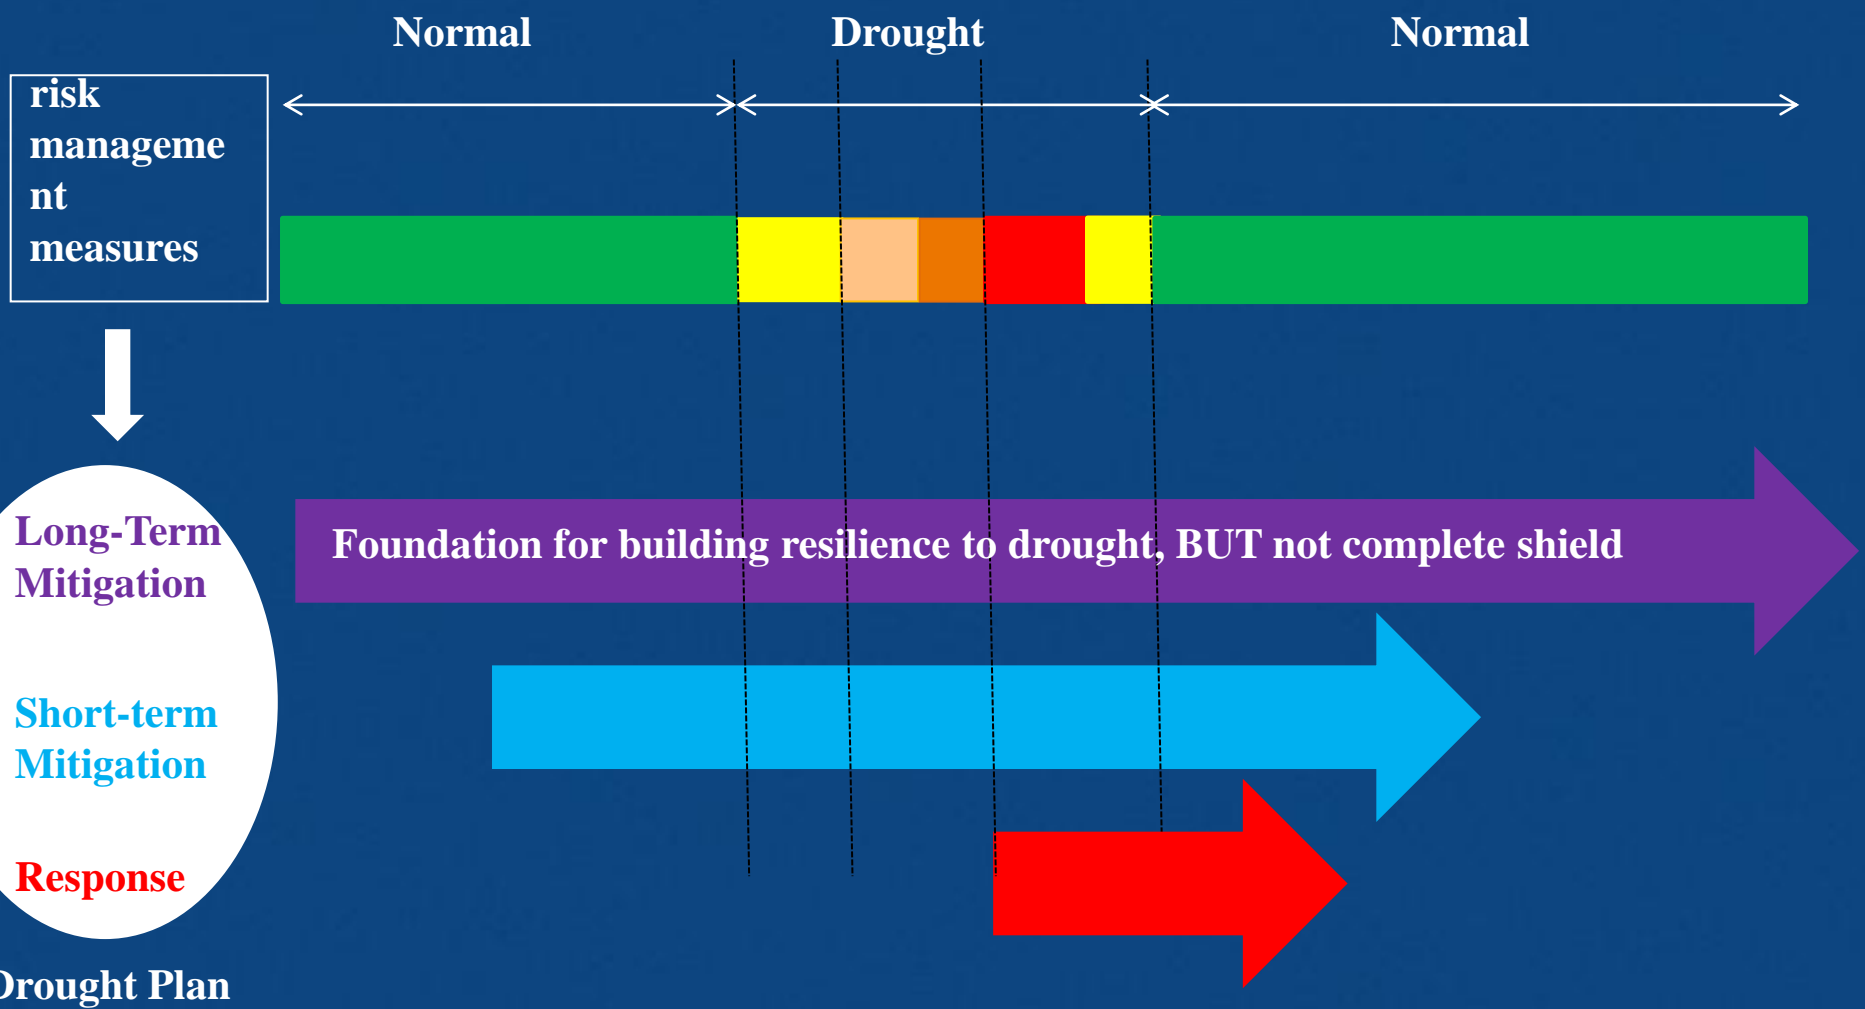 Normal
Drought
Normal
risk
manageme
nt
measures
Long-Term
Mitigation
Foundation for building resilience to drought, BUT not complete shield
Short-term
Mitigation
Response
Drought Plan